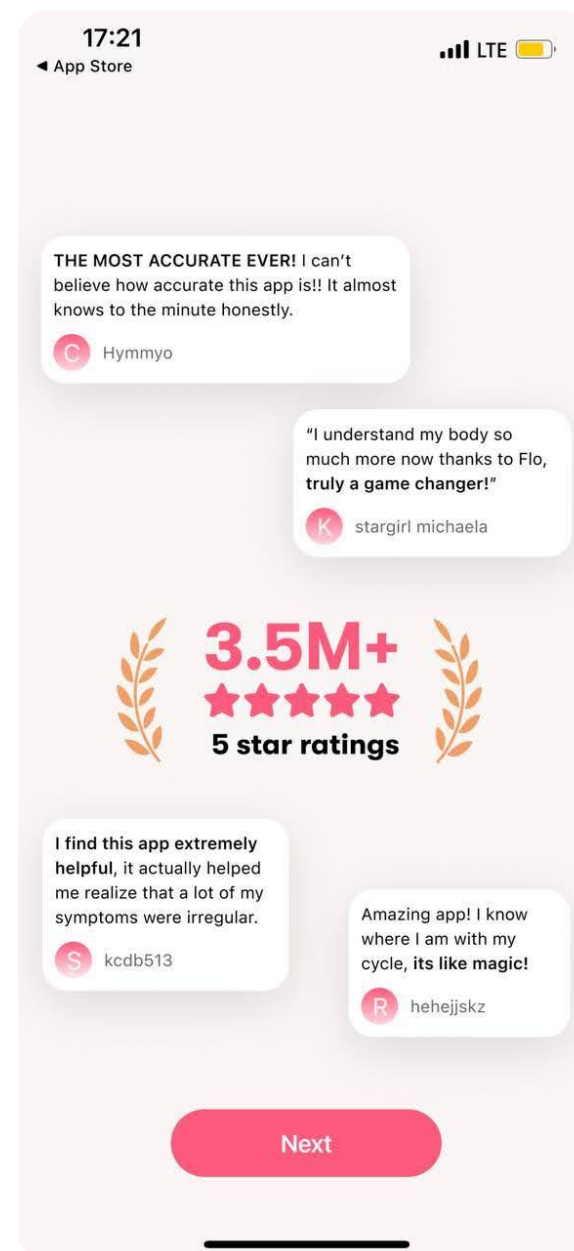 17:21
◀ App Store
LTE
THE MOST ACCURATE EVER! I can't
believe how accurate this app is!! It almost
knows to the minute honestly.
C
Hymmyo
“I understand my body so
much more now thanks to Flo,
truly a game changer!”
K
stargirl michaela
3.5M+
5 star ratings
I find this app extremely
helpful, it actually helped
me realize that a lot of my
symptoms were irregular.
S
kcdb513
Amazing app! I know
where I am with my
cycle, its like magic!
R
hehejjskz
Next